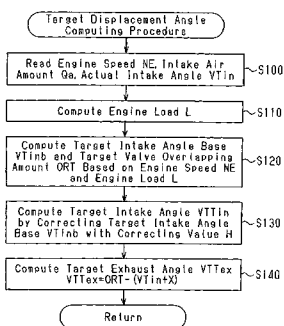 Target Displacement Angle
Computing Procedure
Read Engine Speed NE, Intake Air
Amount Qa, Actual Intake Angle VTin
S100
Compute Engine Load L
S110
Compute Target Intake Angle Base
VTinb and Target Valve Overlapping
Amount ORT Based on Engine Speed NE
and Engine Load L
S120
Compute Target Intake Angle VTTin
by Correcting Target Intake Angle
Base VTinb with Correcting Value H
S130
Compute Target Exhaust Angle VTTex
VTTex=ORT-(VTin+X)
S140
Return